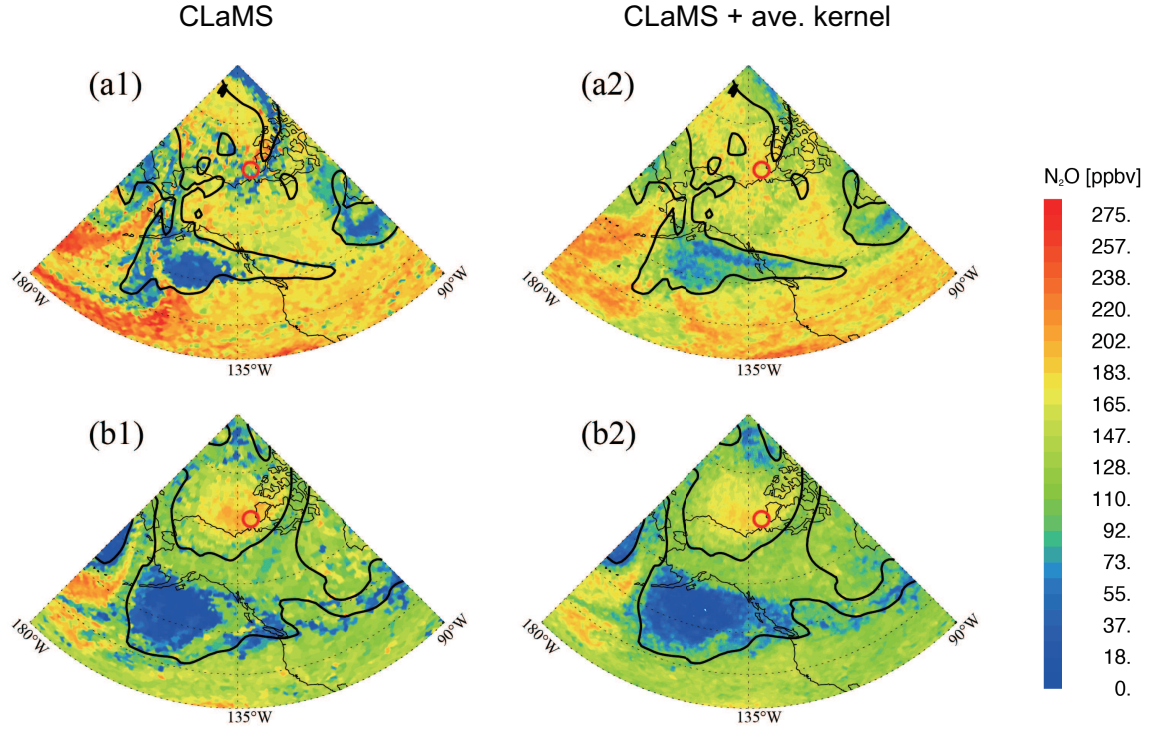 CLaMS
CLaMS + ave. kernel
(a1)
(a2)
180°W
135°W
90°W
180°W
135°W
90°W
(b1)
(b2)
180°W
135°W
90°W
180°W
135°W
90°W
N₂O [ppbv]
275.
257.
238.
220.
202.
183.
165.
147.
128.
110.
92.
73.
55.
37.
18.
0.